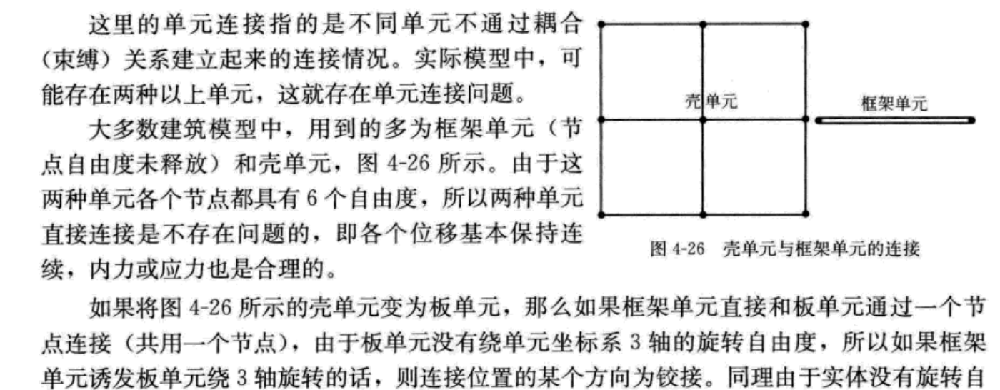 这里的单元连接指的是不同单元不通过耦合
(束缚)关系建立起来的连接情况。实际模型中，可
能存在两种以上单元，这就存在单元连接问题。
大多数建筑模型中，用到的多为框架单元（节
点自由度未释放）和壳单元，图 4-26 所示。由于这
两种单元各个节点都具有 6 个自由度，所以两种单元
直接连接是不存在问题的，即各个位移基本保持连
续，内力或应力也是合理的。
壳单元
框架单元
图 4-26 壳单元与框架单元的连接
如果将图 4-26 所示的壳单元变为板单元，那么如果框架单元直接和板单元通过一个节
点连接（共用一个节点），由于板单元没有绕单元坐标系 3 轴的旋转自由度，所以如果框架
单元诱发板单元绕 3 轴旋转的话，则连接位置的某个方向为铰接。同理由于实体没有旋转自